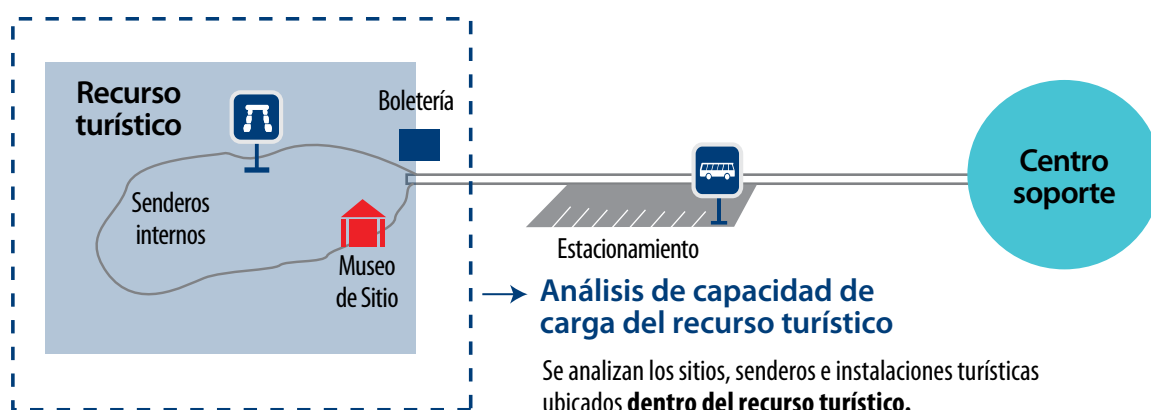 Recurso
turístico
Boletería
Senderos
internos
Museo
de Sitio
Estacionamiento
Centro
soporte
Análisis de capacidad de
carga del recurso turístico
Se analizan los sitios, senderos e instalaciones turísticas
ubicados dentro del recurso turístico.